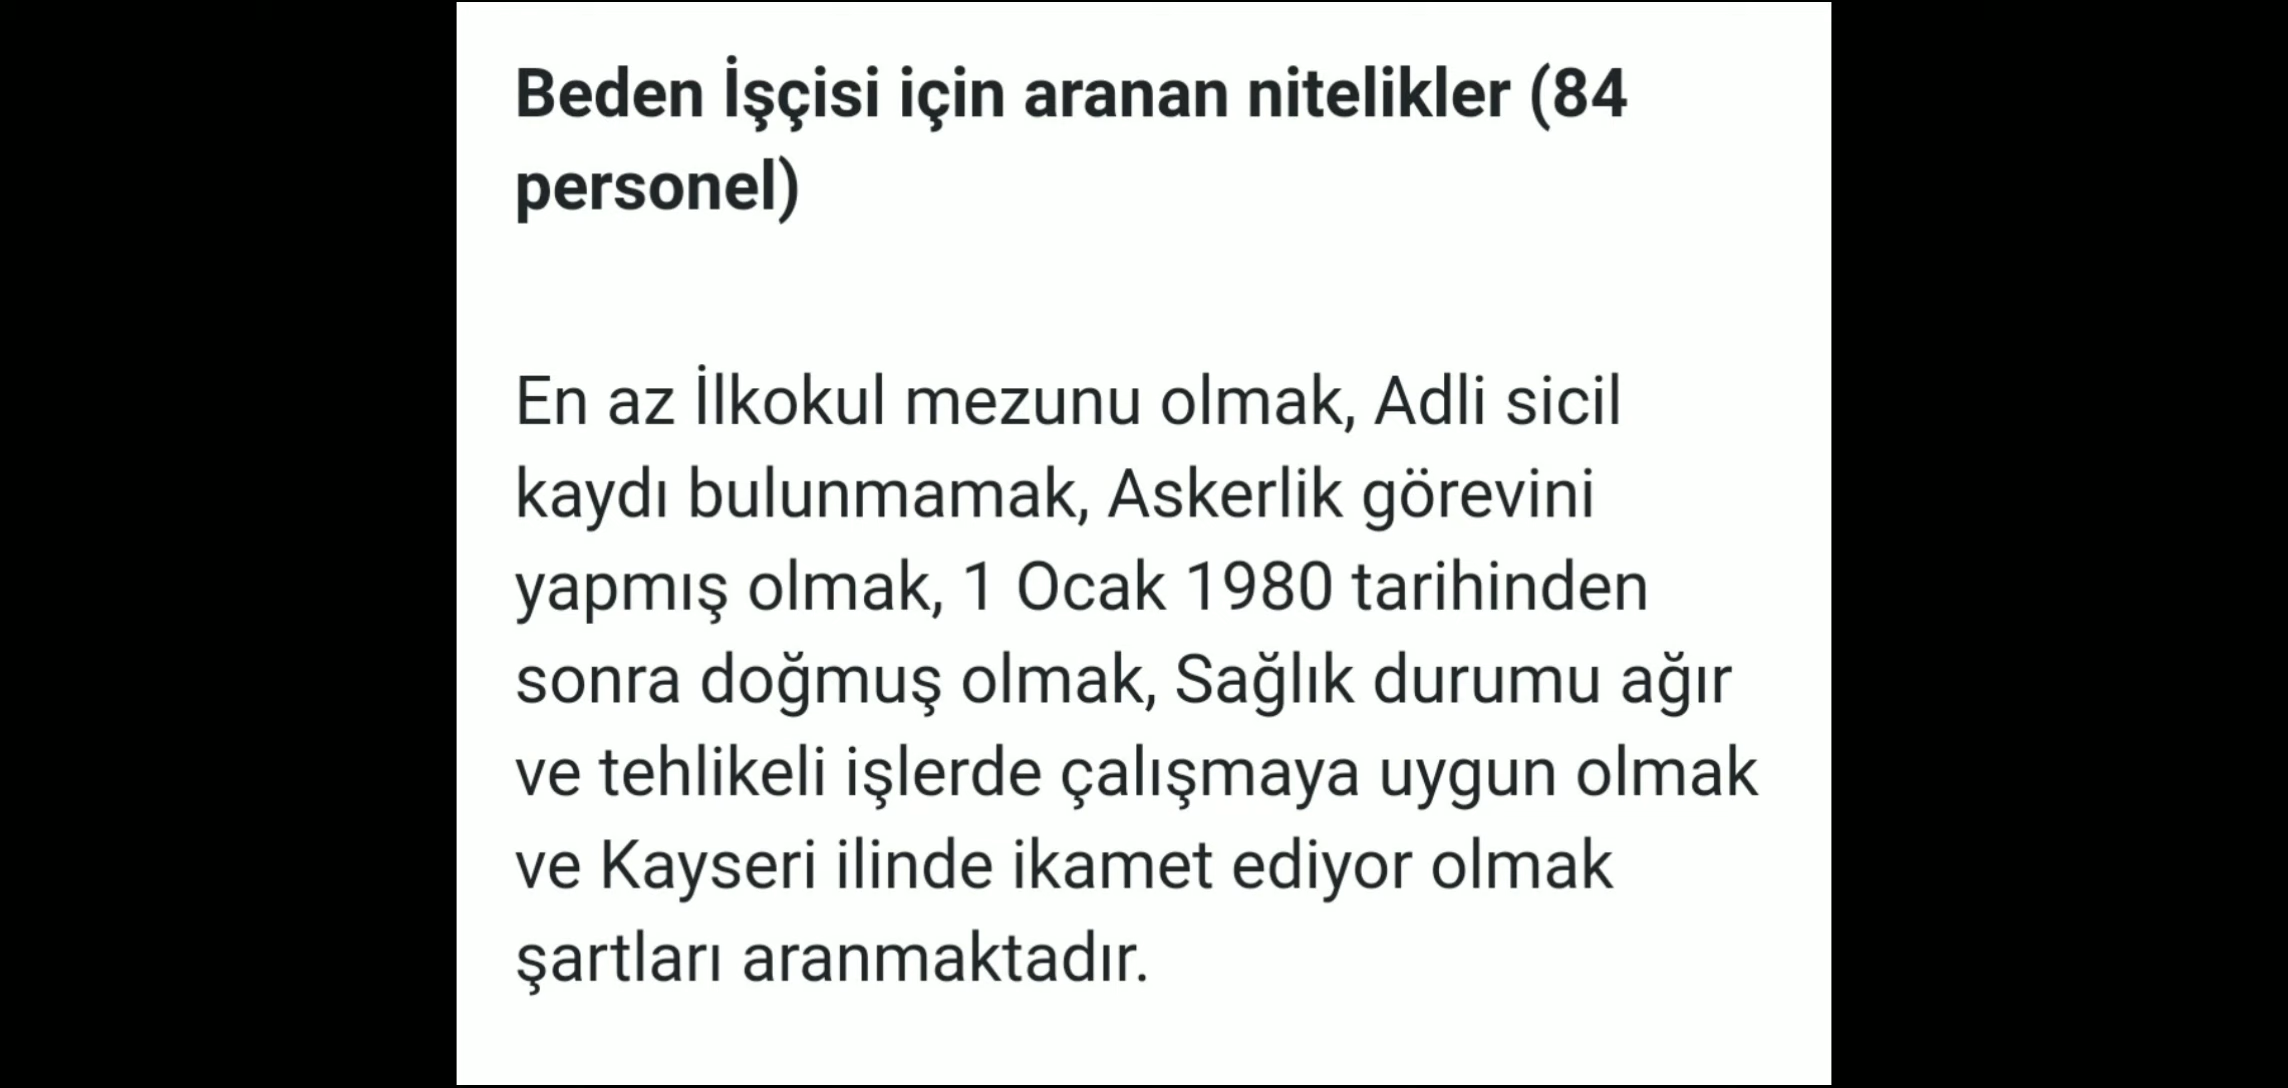 Beden İşçisi için aranan nitelikler (84
personel)
En az İlkokul mezunu olmak, Adli sicil
kaydı bulunmamak, Askerlik görevini
yapmış olmak, 1 Ocak 1980 tarihinden
sonra doğmuş olmak, Sağlık durumu ağır
ve tehlikeli işlerde çalışmaya uygun olmak
ve Kayseri ilinde ikamet ediyor olmak
şartları aranmaktadır.